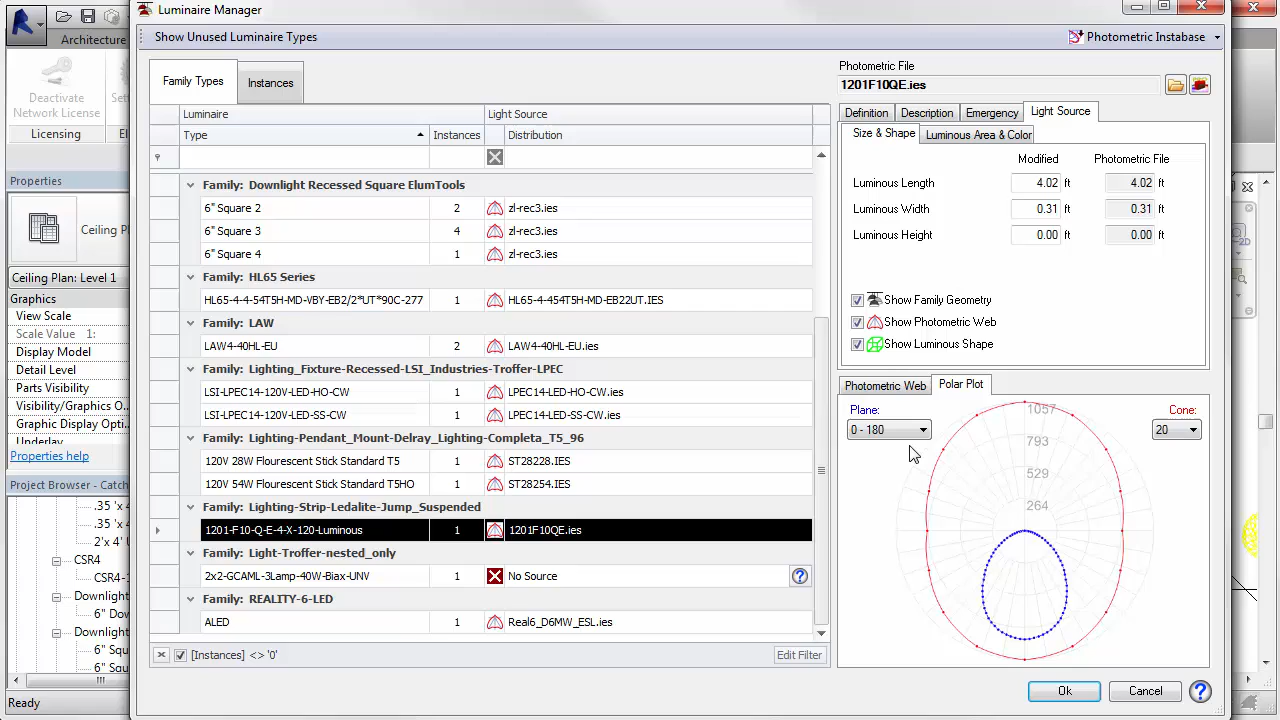 Luminaire Manager
Architecture
Show Unused Luminaire Types
Photometric Instabase
Deactivate
Network License
Licensing
Properties
Ceiling Pl
Ceiling Plan: Level 1
Graphics
View Scale
Scale Value 1:
Display Model
Detail Level
Parts Visibility
Visibility/Graphics O
Graphic Display Opti
Underlay
Properties help
Project Browser - Catch
.35 'x 4
.35 'x 4
2'x 4'
CSR4
CSR4-
Downlight
6" Dow
Downlight
6" Squ
6" Squ
Ready
Family Types
Instances
Luminaire
Light Source
Type
Instances
Distribution
Family: Downlight Recessed Square ElumTools
6" Square 2 2 zl-rec3.ies
6" Square 3 4 zl-rec3.ies
6" Square 4 1 zl-rec3.ies
Family: HL65 Series
HL65-4-4-54T5H-MD-VBY-EB2/2*UT*90C-277 1 HL65-4-454T5H-MD-EB22UT.IES
Family: LAW
LAW4-40HL-EU 2 LAW4-40HL-EU.ies
Family: Lighting_Fixture-Recessed-LSI_Industries-Troffer-LPEC
LSI-LPEC14-120V-LED-HO-CW 1 LPEC14-LED-HO-CW.ies
LSI-LPEC14-120V-LED-SS-CW 1 LPEC14-LED-SS-CW.ies
Family: Lighting-Pendant_Mount-Delray_Lighting-Completa_T5_96
120V 28W Flourescent Stick Standard T5 1 ST28228.IES
120V 54W Flourescent Stick Standard T5HO 1 ST28254.IES
Family: Lighting-Strip-Ledalite-Jump_Suspended
1201-F10-Q-E-4-X-120-Luminous 1 1201F10QE.ies
Family: Light-Troffer-nested_only
2x2-GCAML-3Lamp-40W-Biax-UNV 1 No Source
Family: REALITY-6-LED
ALED 1 Real6_D6MW_ESL.ies
[Instances] <> '0'
Edit Filter
Photometric File
1201F10QE.ies
Definition
Description
Emergency
Light Source
Size & Shape
Luminous Area & Color
Modified
Photometric File
Luminous Length 4.02 ft 4.02 ft
Luminous Width 0.31 ft 0.31 ft
Luminous Height 0.00 ft 0.00 ft
Show Family Geometry
Show Photometric Web
Show Luminous Shape
Photometric Web
Polar Plot
Plane:
0 - 180
Cone:
20
1057
793
529
264
Ok
Cancel